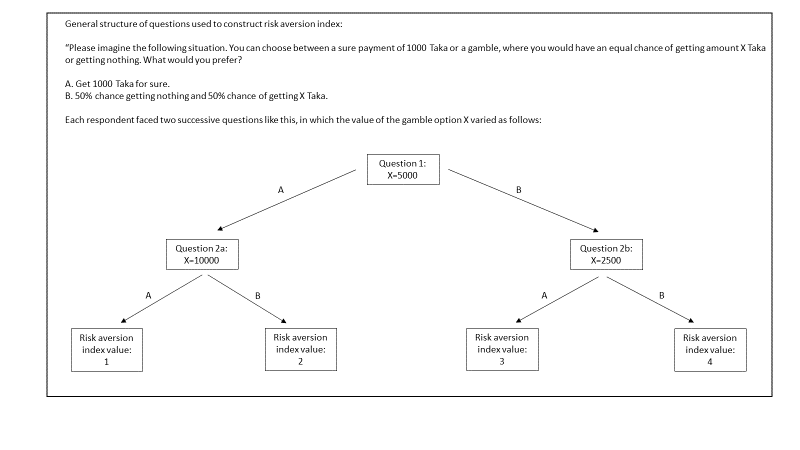 General structure of questions used to construct risk aversion index:
"Please imagine the following situation. You can choose between a sure payment of 1000 Taka or a gamble, where you would have an equal chance of getting amount X Taka
or getting nothing. What would you prefer?
A. Get 1000 Taka for sure.
B. 50% chance getting nothing and 50% chance of getting X Taka.
Each respondent faced two successive questions like this, in which the value of the gamble option X varied as follows:
Question 1:
X=5000
A
B
Question 2a:
X=10000
Question 2b:
X=2500
A
B
A
B
Risk aversion
index value:
1
Risk aversion
index value:
2
Risk aversion
index value:
3
Risk aversion
index value:
4